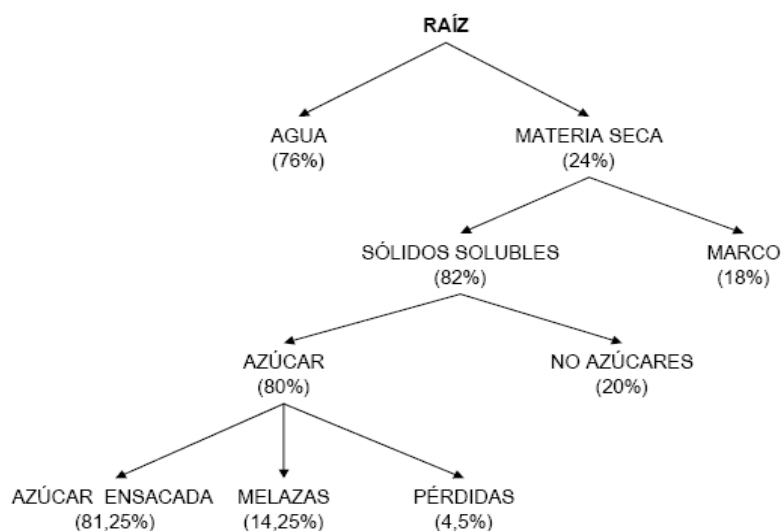 RAÍZ
AGUA
(76%)
MATERIA SECA
(24%)
SÓLIDOS SOLUBLES
(82%)
MARCO
(18%)
AZÚCAR
(80%)
NO AZÚCARES
(20%)
AZÚCAR ENSACADA
(81,25%)
MELAZAS
(14,25%)
PÉRDIDAS
(4,5%)